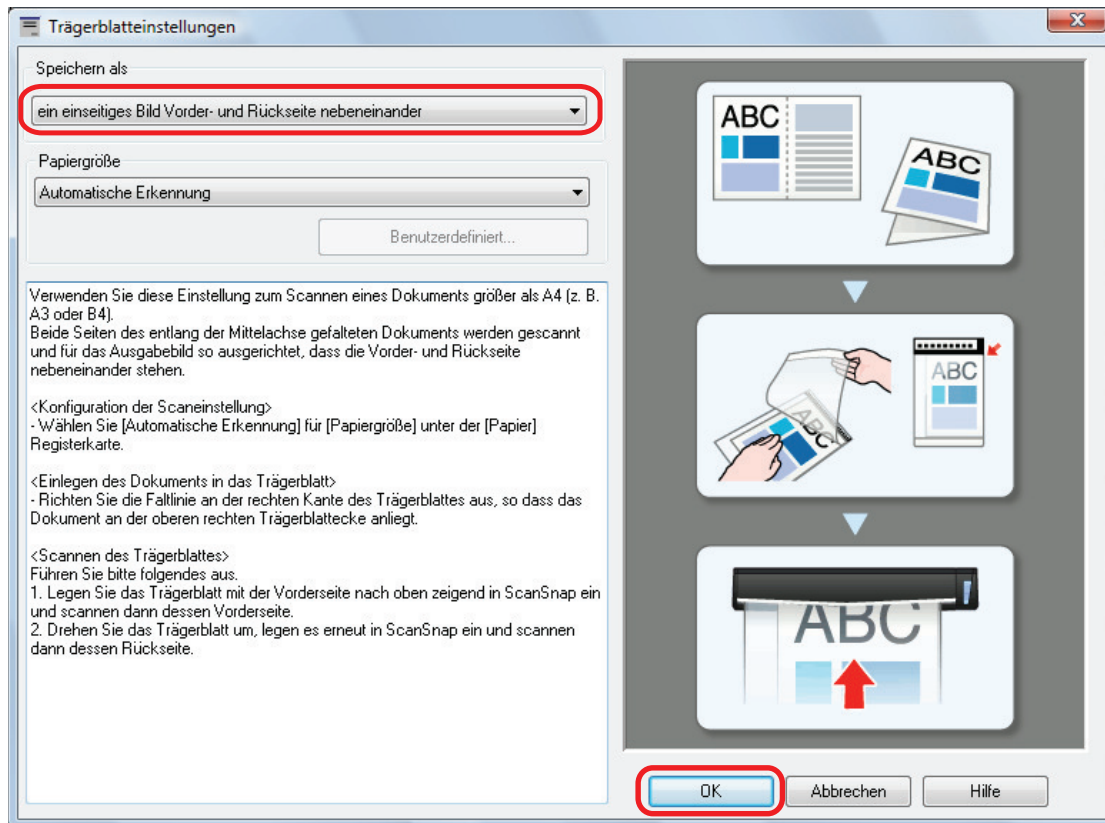 Trägerblatteinstellungen
Speichern als
ein einseitiges Bild Vorder- und Rückseite nebeneinander
Papiergröße
Automatische Erkennung
Benutzerdefiniert...
Verwenden Sie diese Einstellung zum Scannen eines Dokuments größer als A4 (z. B.
A3 oder B4).
Beide Seiten des entlang der Mittelachse gefalteten Dokuments werden gescannt
und für das Ausgabebild so ausgerichtet, dass die Vorder- und Rückseite
nebeneinander stehen.
<Konfiguration der Scaneinstellung>
- Wählen Sie [Automatische Erkennung] für [Papiergröße] unter der [Papier]
Registerkarte.
<Einlegen des Dokuments in das Trägerblatt>
- Richten Sie die Faltlinie an der rechten Kante des Trägerblattes aus, so dass das
Dokument an der oberen rechten Trägerblattecke anliegt.
<Scannen des Trägerblattes>
Führen Sie bitte folgendes aus.
1. Legen Sie das Trägerblatt mit der Vorderseite nach oben zeigend in ScanSnap ein
und scannen dann dessen Vorderseite.
2. Drehen Sie das Trägerblatt um, legen es erneut in ScanSnap ein und scannen
dann dessen Rückseite.
ABC
ABC
ABC
ABC
ABC
OK
Abbrechen
Hilfe